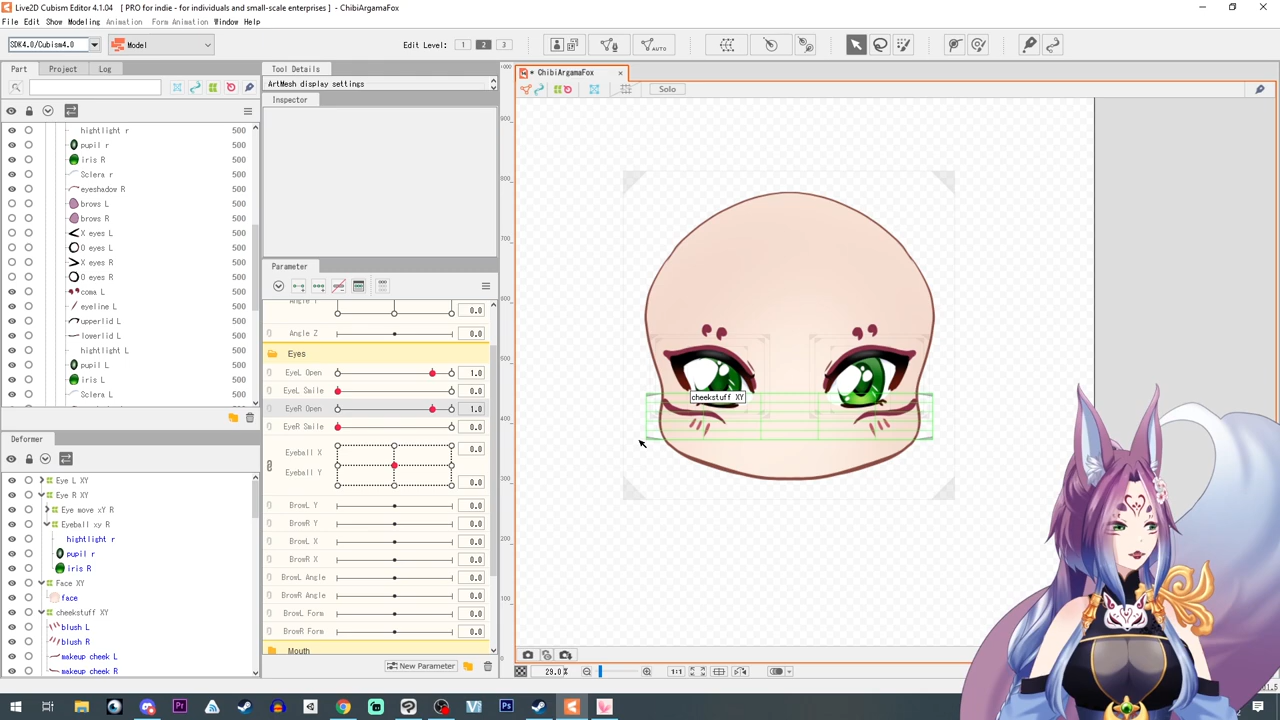 Live2D Cubism Editor 4.1.04 [ PRO for indie - for individuals and small-scale enterprises ] - ChibiArgamaFox
File Edit Show Modeling Animation Form Animation Window Help
SDK4.0/Cubism4.0 Model Edit Level: 1 2 3 AUTO
Part Project Log
Tool Details
ArtMesh display settings
Inspector
* ChibiArgamaFox ×
Solo
hightlight r 500
pupil r 500
iris R 500
Sclera r 500
eyeshadow R 500
brows L 500
brows R 500
X eyes L 500
O eyes L 500
X eyes R 500
O eyes R 500
coma L 500
eyeline L 500
upperlid L 500
loverlid L 500
hightlight L 500
pupil L 500
iris L 500
Sclera L 500
Deformer
Eye L XY
Eye R XY
Eye move xY R
Eyeball xy R
hightlight r
pupil r
iris R
Face XY
face
cheekstuff XY
blush L
blush R
makeup cheek L
makeup cheek R
Parameter
0.0
Angle Z 0.0
Eyes
EyeL Open 1.0
EyeL Smile 0.0
EyeR Open 1.0
EyeR Smile 0.0
Eyeball X 0.0
Eyeball Y 0.0
BrowL Y 0.0
BrowR Y 0.0
BrowL X 0.0
BrowR X 0.0
BrowL Angle 0.0
BrowR Angle 0.0
BrowL Form 0.0
BrowR Form 0.0
Mouth
New Parameter
cheekstuff XY
29.0%
1:1